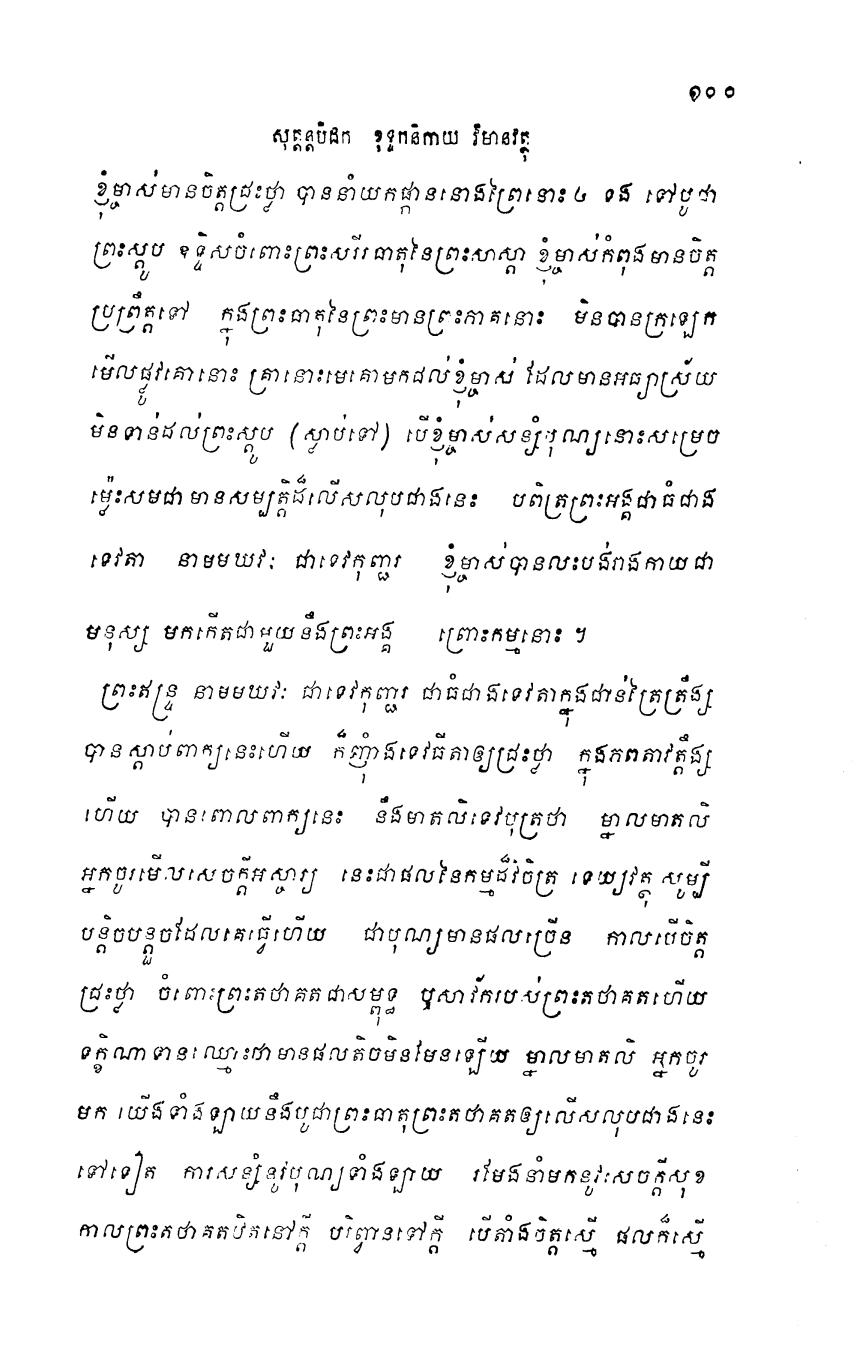 ១០០
សុត្តន្តបិដក ខុទ្ទកនិកាយ វិមានវត្ថុ
ខ្ញុំម្ចាស់មានចិត្តជ្រះថ្លា បាននាំយកផ្កាននោងព្រៃនោះ ៤ ទង ទៅបូជា
ព្រះស្តូប ឧទ្ទិសចំពោះព្រះសរីរធាតុនៃព្រះសាស្តា ខ្ញុំម្ចាស់កំពុងមានចិត្ត
ប្រព្រឹត្តទៅ ក្នុងព្រះធាតុនៃព្រះមានព្រះភាគនោះ មិនបានក្រឡេក
មើលផ្លូវគោនោះ គ្រានោះមេគោមកដល់ខ្ញុំម្ចាស់ ដែលមានអធ្យាស្រ័យ
មិនទាន់ដល់ព្រះស្តូប (ស្លាប់ទៅ) បើខ្ញុំម្ចាស់សន្សំបុណ្យនោះសម្រេច
ម្ល៉េះសមជា មានសម្បត្តិដ៏លើសលុបជាងនេះ បពិត្រព្រះអង្គជាធំជាង
ទេវតា នាមមឃវៈ ជាទេវកុញ្ជរ ខ្ញុំម្ចាស់បានលះបង់រាងកាយជា
មនុស្ស មកកើតជាមួយនឹងព្រះអង្គ ព្រោះកម្មនោះ ។
ព្រះឥន្ទ្រ នាមមឃវៈ ជាទេវកុញ្ជរ ជាធំជាងទេវតាក្នុងជាន់ត្រៃត្រឹង្ស
បានស្តាប់ពាក្យនេះហើយ ក៏ញុំាងទេវធីតាឲ្យជ្រះថ្លា ក្នុងភពតាវត្តឹង្ស
ហើយ បានពោលពាក្យនេះ នឹងមាតលិទេវបុត្រថា ម្នាលមាតលិ
អ្នកចូរមើលសេចក្តីអស្ចារ្យ នេះជាផលនៃកម្មដ៏វិចិត្រ ទេយ្យវត្ថុ សូម្បី
បន្តិចបន្តួចដែលគេធ្វើហើយ ជាបុណ្យមានផលច្រើន កាលបើចិត្ត
ជ្រះថ្លា ចំពោះព្រះតថាគតជាសម្ពុទ្ធ ឬសាវ័ករបស់ព្រះតថាគតហើយ
ទក្ខិណាទានឈ្មោះថាមានផលតិចមិនមែនឡើយ ម្នាលមាតលិ អ្នកចូរ
មក យើងទាំងឡាយនឹងបូជាព្រះធាតុព្រះតថាគតឲ្យលើសលុបជាងនេះ
ទៅទៀត ការសន្សំនូវបុណ្យទាំងឡាយ រមែងនាំមកនូវសេចក្តីសុខ
កាលព្រះតថាគតឋិតនៅក្តី បរិព្វានទៅក្តី បើតាំងចិត្តស្មើ ផលក៏ស្មើ